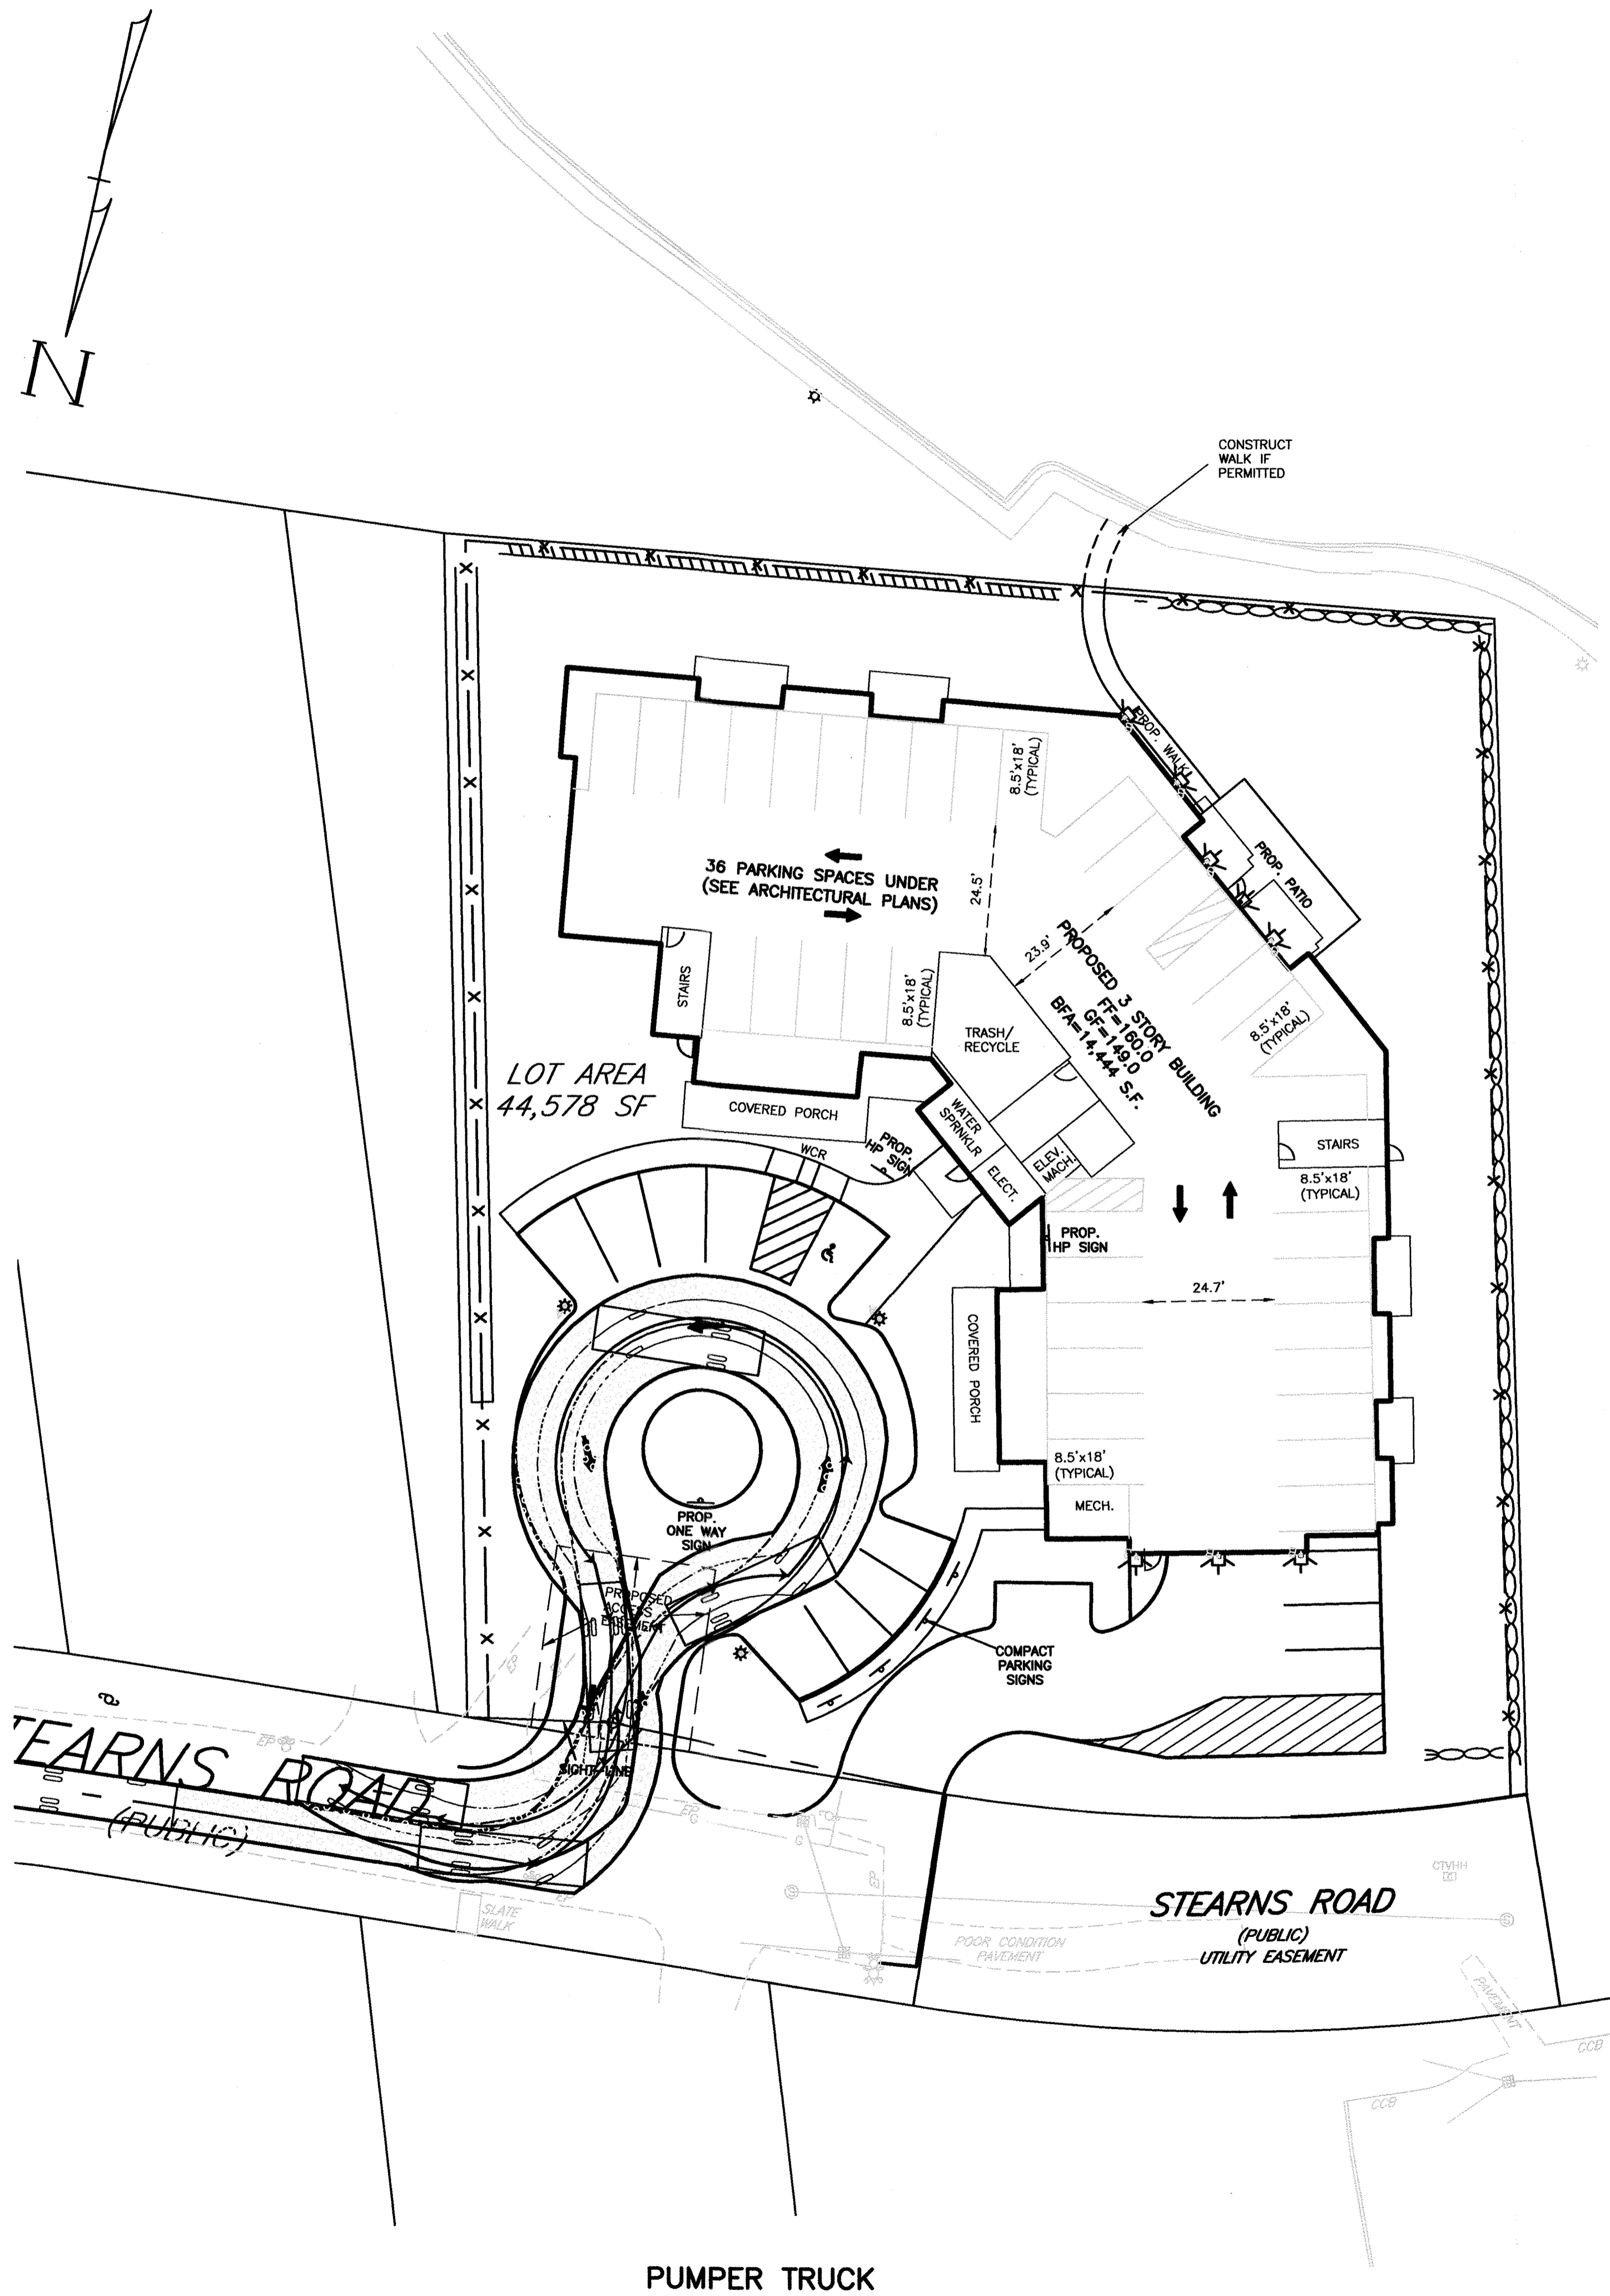 N
CONSTRUCT
WALK IF
PERMITTED
PROP. WALK
8.5'x18'
(TYPICAL)
PROP. PATIO
36 PARKING SPACES UNDER
(SEE ARCHITECTURAL PLANS)
24.5'
23.9'
PROPOSED 3 STORY BUILDING
FF=160.0
GF=149.0
BFA=14,444 S.F.
STAIRS
8.5'x18'
(TYPICAL)
8.5'x18'
(TYPICAL)
TRASH/
RECYCLE
LOT AREA
44,578 SF
COVERED PORCH
WATER
SPRNKLR
ELECT.
ELEV.
MACH.
STAIRS
8.5'x18'
(TYPICAL)
WCR
PROP.
HP SIGN
PROP.
HP SIGN
24.7'
COVERED PORCH
8.5'x18'
(TYPICAL)
MECH.
PROP.
ONE WAY
SIGN
PROPOSED
ACCESS
EASEMENT
COMPACT
PARKING
SIGNS
SIGHT LINE
TEARNS ROAD
(PUBLIC)
EP
EP
G
G
EP
EP
SLATE
WALK
POOR CONDITION
PAVEMENT
STEARNS ROAD
(PUBLIC)
UTILITY EASEMENT
CTVHH
PAVEMENT
CCB
CCB
PUMPER TRUCK